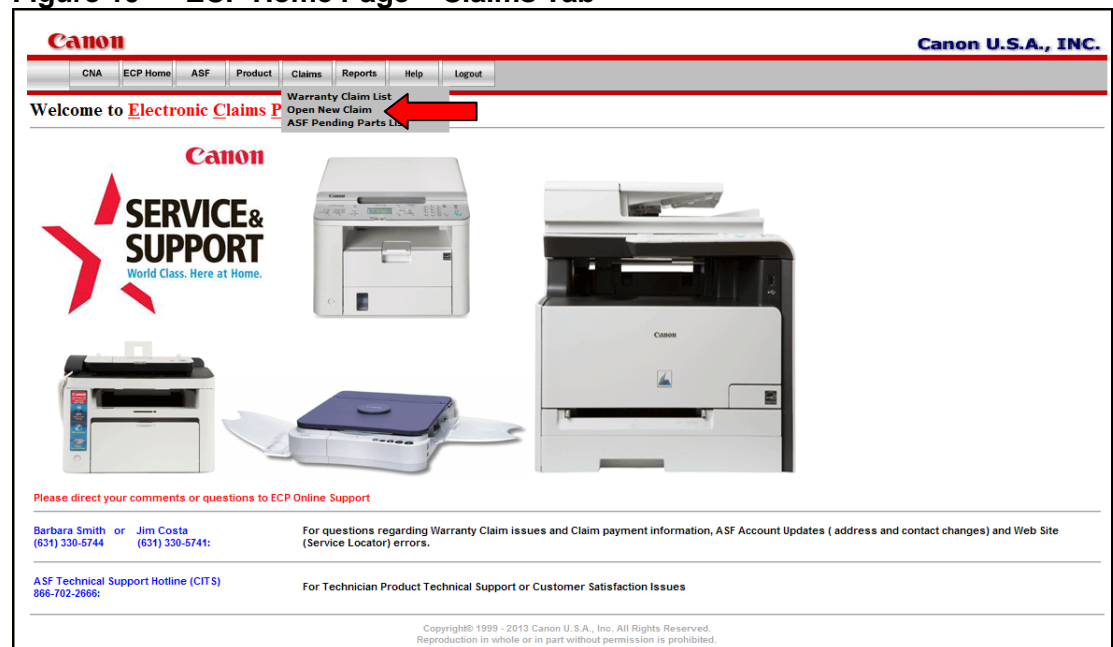 Canon
Canon U.S.A., INC.
CNA ECP Home ASF Product Claims Reports Help Logout
Warranty Claim List
Open New Claim
ASF Pending Parts
Welcome to Electronic Claims
Canon
SERVICE&
SUPPORT
World Class. Here at Home.
Canon
Canon
Please direct your comments or questions to ECP Online Support
Barbara Smith or Jim Costa
(631) 330-5744 (631) 330-5741:
For questions regarding Warranty Claim issues and Claim payment information, ASF Account Updates ( address and contact changes) and Web Site
(Service Locator) errors.
ASF Technical Support Hotline (CITS)
866-702-2666:
For Technician Product Technical Support or Customer Satisfaction Issues
Copyright© 1999 - 2013 Canon U.S.A., Inc. All Rights Reserved.
Reproduction in whole or in part without permission is prohibited.